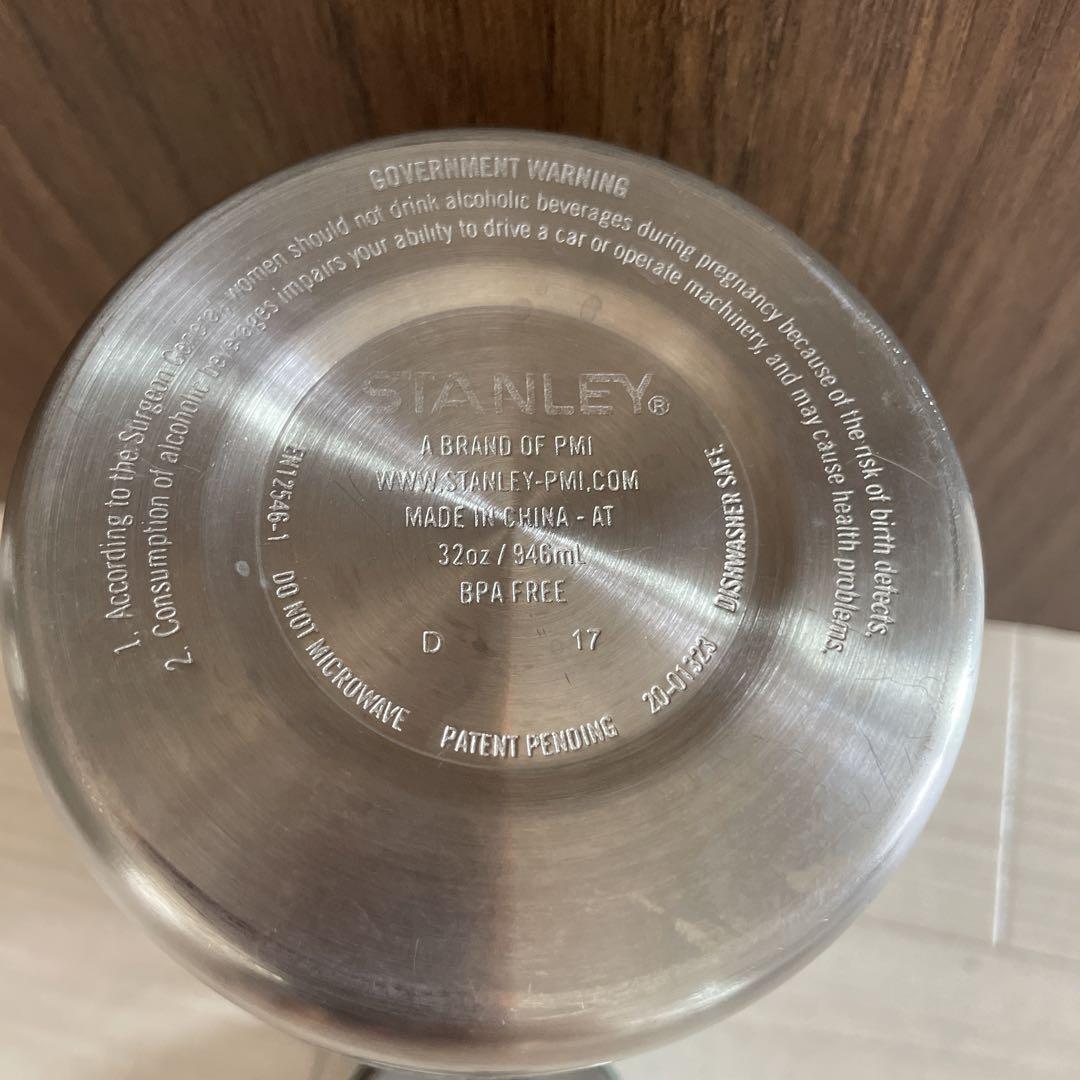 GOVERNMENT WARNING
1. According to the Surgeon General, women should not drink alcoholic beverages during pregnancy because of the risk of birth defects.
2. Consumption of alcoholic beverages impairs your ability to drive a car or operate machinery, and may cause health problems.
STANLEY®
A BRAND OF PMI
WWW.STANLEY-PMI.COM
MADE IN CHINA - AT
32oz / 946mL
BPA FREE
D 17
EN12546-1 DO NOT MICROWAVE PATENT PENDING 20-01323 DISHWASHER SAFE